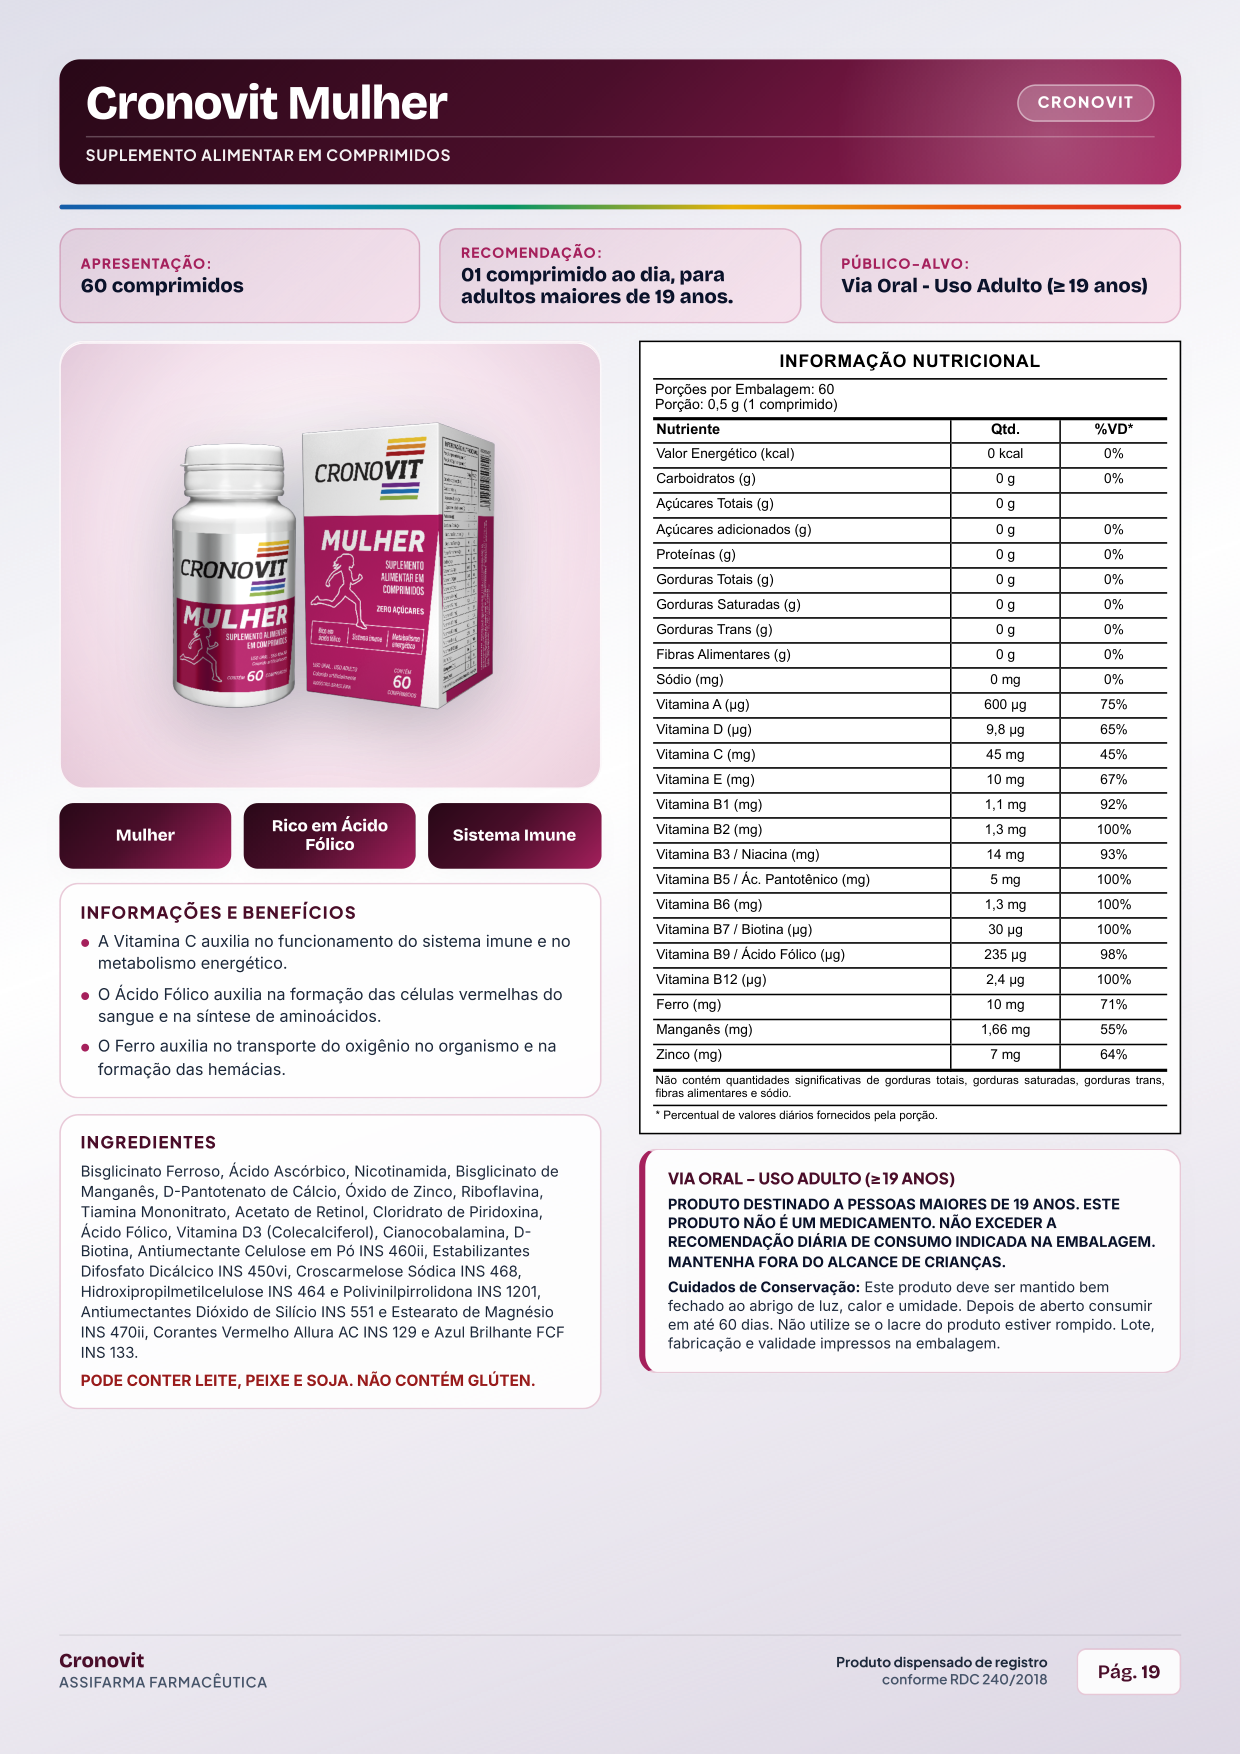 Cronovit Mulher
CRONOVIT
SUPLEMENTO ALIMENTAR EM COMPRIMIDOS
APRESENTAÇÃO:
60 comprimidos
RECOMENDAÇÃO:
01 comprimido ao dia, para
adultos maiores de 19 anos.
PÚBLICO-ALVO:
Via Oral - Uso Adulto (≥ 19 anos)
CRONOVIT
MULHER
SUPLEMENTO ALIMENTAR
EM COMPRIMIDOS
CONTÉM 60 COMPRIMIDOS
CRONOVIT
MULHER
SUPLEMENTO
ALIMENTAR EM
COMPRIMIDOS
ZERO AÇÚCARES
Rico em ácido fólico
Sistema imune
Metabolismo energético
USO ORAL USO ADULTO
CONTÉM
60
COMPRIMIDOS
Mulher
Rico em Ácido
Fólico
Sistema Imune
INFORMAÇÕES E BENEFÍCIOS
● A Vitamina C auxilia no funcionamento do sistema imune e no
metabolismo energético.
● O Ácido Fólico auxilia na formação das células vermelhas do
sangue e na síntese de aminoácidos.
● O Ferro auxilia no transporte do oxigênio no organismo e na
formação das hemácias.
INGREDIENTES
Bisglicinato Ferroso, Ácido Ascórbico, Nicotinamida, Bisglicinato de
Manganês, D-Pantotenato de Cálcio, Óxido de Zinco, Riboflavina,
Tiamina Mononitrato, Acetato de Retinol, Cloridrato de Piridoxina,
Ácido Fólico, Vitamina D3 (Colecalciferol), Cianocobalamina, D-
Biotina, Antiumectante Celulose em Pó INS 460ii, Estabilizantes
Difosfato Dicálcico INS 450vi, Croscarmelose Sódica INS 468,
Hidroxipropilmetilcelulose INS 464 e Polivinilpirrolidona INS 1201,
Antiumectantes Dióxido de Silício INS 551 e Estearato de Magnésio
INS 470ii, Corantes Vermelho Allura AC INS 129 e Azul Brilhante FCF
INS 133.
PODE CONTER LEITE, PEIXE E SOJA. NÃO CONTÉM GLÚTEN.
INFORMAÇÃO NUTRICIONAL
Porções por Embalagem: 60
Porção: 0,5 g (1 comprimido)
Nutriente Qtd. %VD*
Valor Energético (kcal) 0 kcal 0%
Carboidratos (g) 0 g 0%
Açúcares Totais (g) 0 g
Açúcares adicionados (g) 0 g 0%
Proteínas (g) 0 g 0%
Gorduras Totais (g) 0 g 0%
Gorduras Saturadas (g) 0 g 0%
Gorduras Trans (g) 0 g 0%
Fibras Alimentares (g) 0 g 0%
Sódio (mg) 0 mg 0%
Vitamina A (µg) 600 µg 75%
Vitamina D (µg) 9,8 µg 65%
Vitamina C (mg) 45 mg 45%
Vitamina E (mg) 10 mg 67%
Vitamina B1 (mg) 1,1 mg 92%
Vitamina B2 (mg) 1,3 mg 100%
Vitamina B3 / Niacina (mg) 14 mg 93%
Vitamina B5 / Ác. Pantotênico (mg) 5 mg 100%
Vitamina B6 (mg) 1,3 mg 100%
Vitamina B7 / Biotina (µg) 30 µg 100%
Vitamina B9 / Ácido Fólico (µg) 235 µg 98%
Vitamina B12 (µg) 2,4 µg 100%
Ferro (mg) 10 mg 71%
Manganês (mg) 1,66 mg 55%
Zinco (mg) 7 mg 64%
Não contém quantidades significativas de gorduras totais, gorduras saturadas, gorduras trans,
fibras alimentares e sódio.
* Percentual de valores diários fornecidos pela porção.
VIA ORAL – USO ADULTO (≥ 19 ANOS)
PRODUTO DESTINADO A PESSOAS MAIORES DE 19 ANOS. ESTE
PRODUTO NÃO É UM MEDICAMENTO. NÃO EXCEDER A
RECOMENDAÇÃO DIÁRIA DE CONSUMO INDICADA NA EMBALAGEM.
MANTENHA FORA DO ALCANCE DE CRIANÇAS.
Cuidados de Conservação: Este produto deve ser mantido bem
fechado ao abrigo de luz, calor e umidade. Depois de aberto consumir
em até 60 dias. Não utilize se o lacre do produto estiver rompido. Lote,
fabricação e validade impressos na embalagem.
Cronovit
ASSIFARMA FARMACÊUTICA
Produto dispensado de registro
conforme RDC 240/2018
Pág. 19